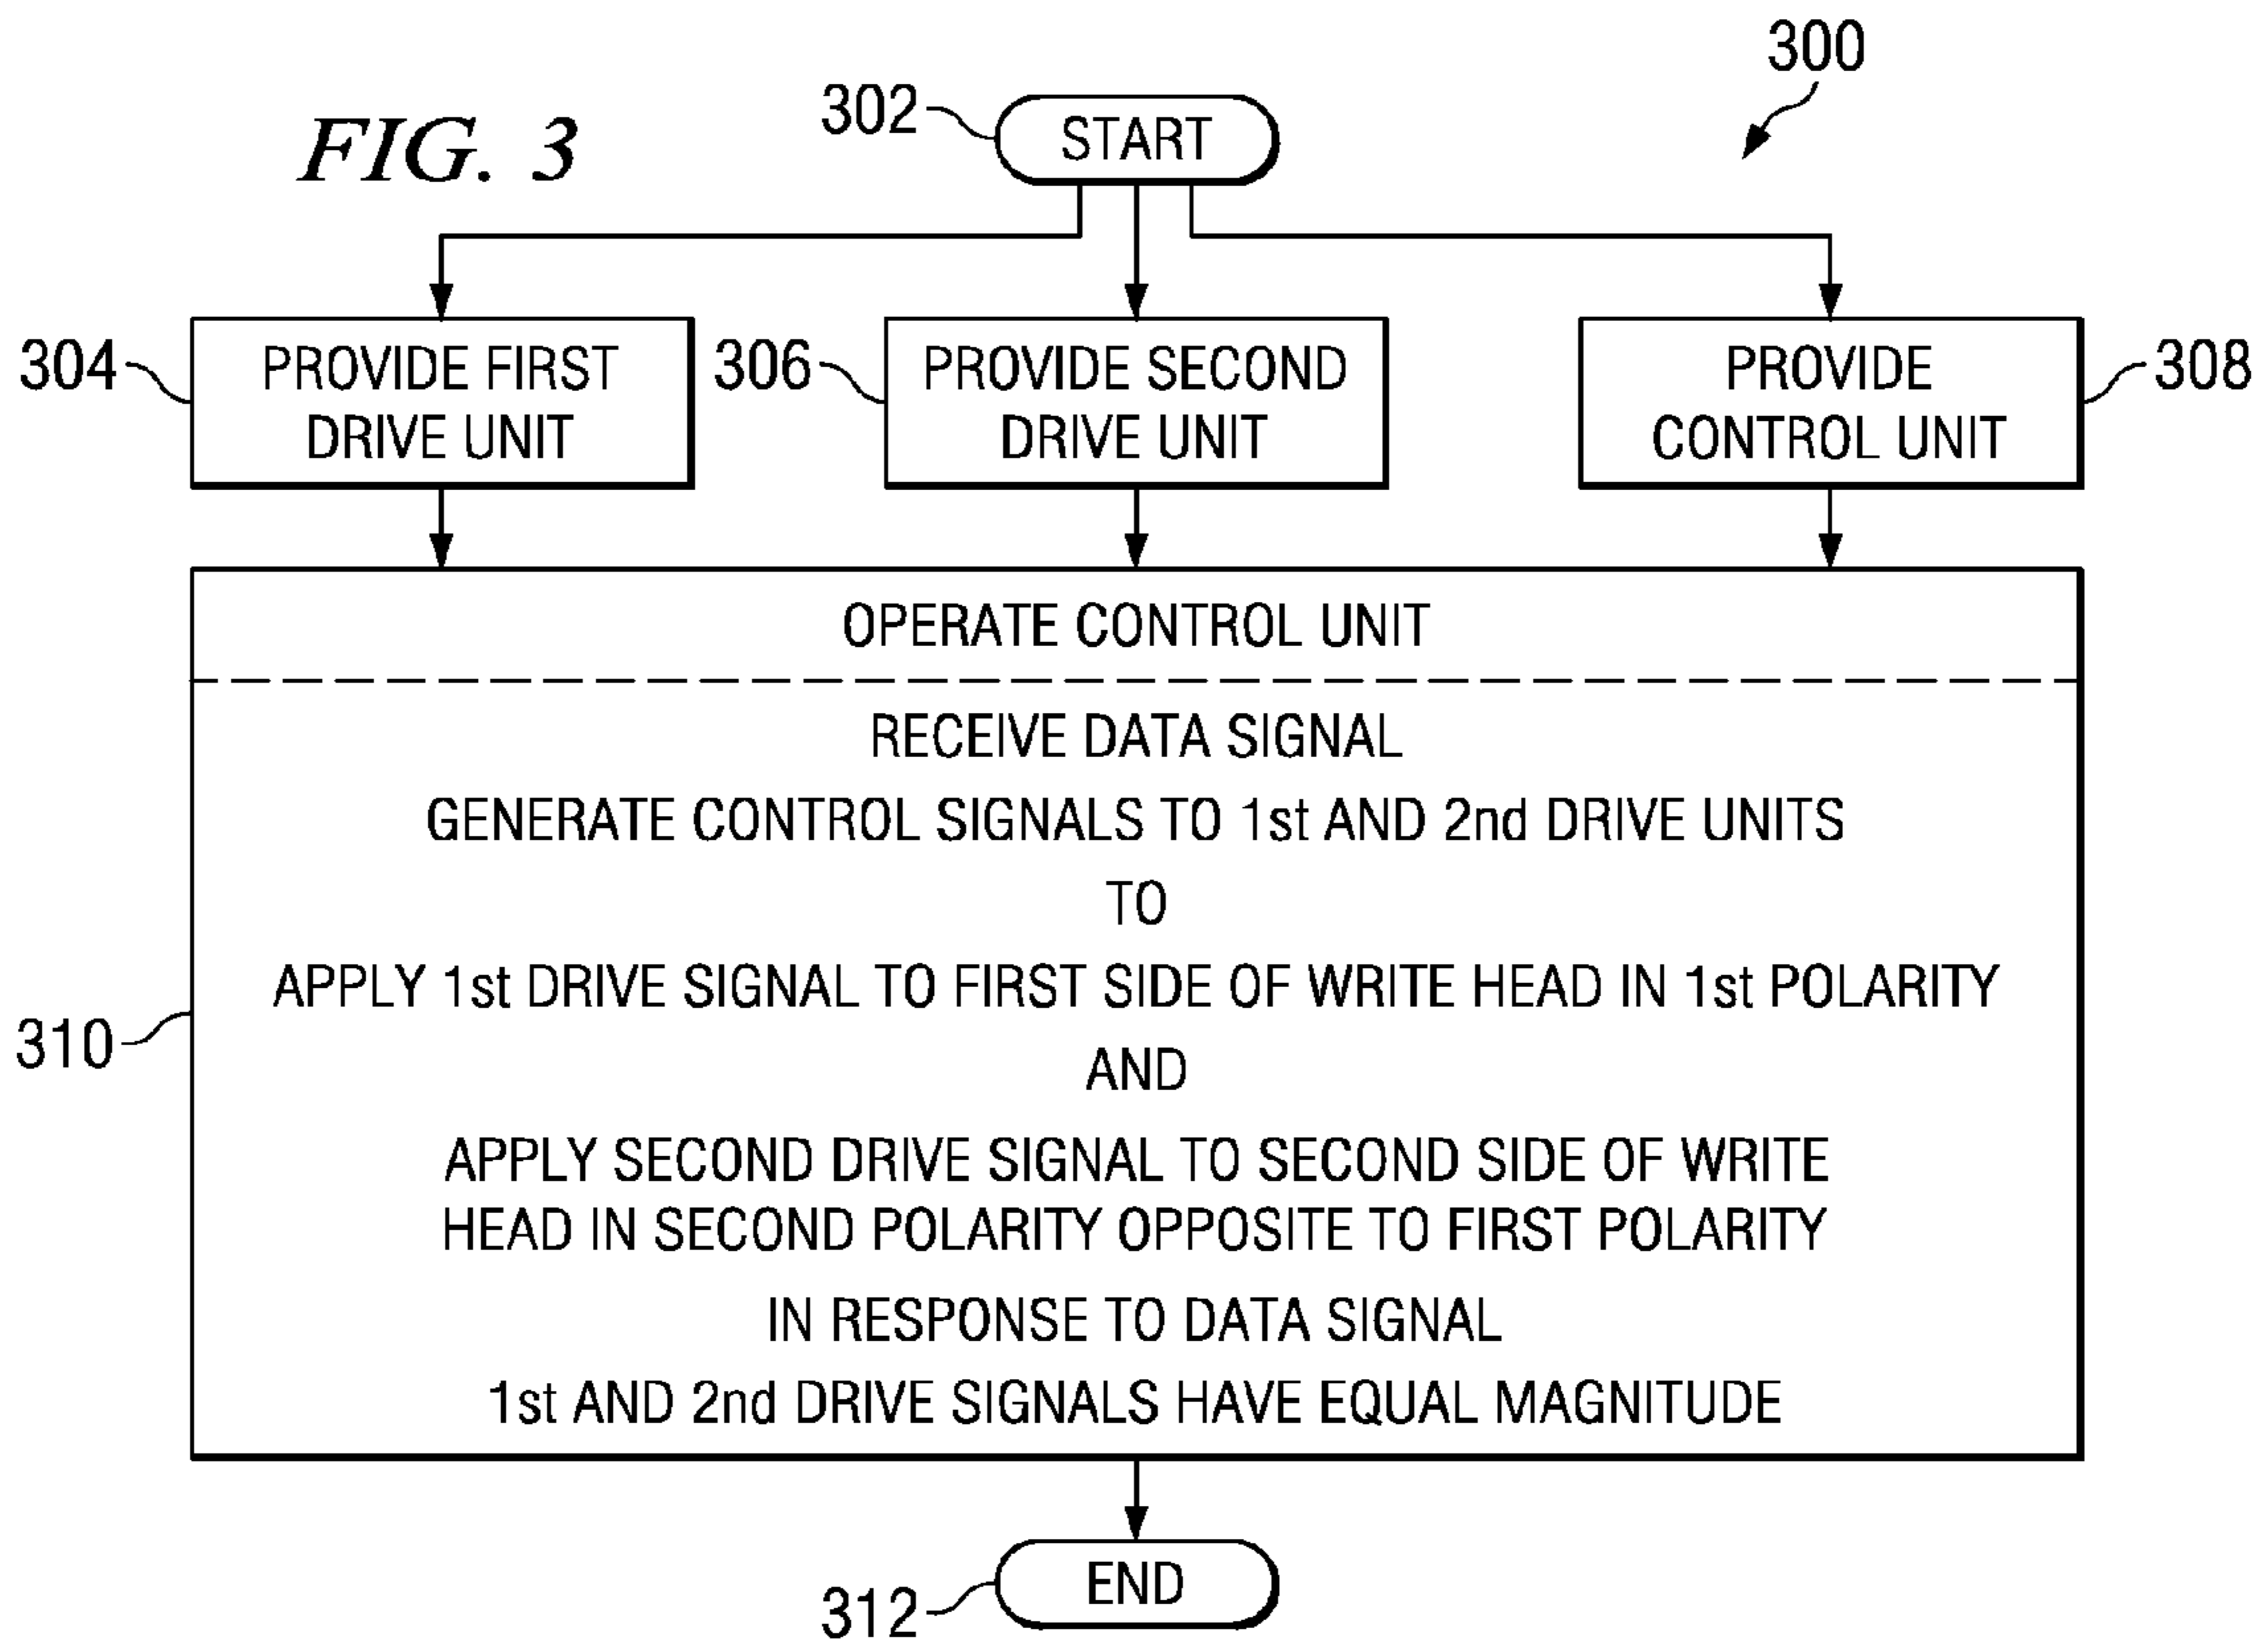 300
302
START
FIG. 3
304
PROVIDE FIRST
DRIVE UNIT
306
PROVIDE SECOND
DRIVE UNIT
PROVIDE
CONTROL UNIT
308
OPERATE CONTROL UNIT
RECEIVE DATA SIGNAL
GENERATE CONTROL SIGNALS TO 1st AND 2nd DRIVE UNITS
TO
APPLY 1st DRIVE SIGNAL TO FIRST SIDE OF WRITE HEAD IN 1st POLARITY
310
AND
APPLY SECOND DRIVE SIGNAL TO SECOND SIDE OF WRITE
HEAD IN SECOND POLARITY OPPOSITE TO FIRST POLARITY
IN RESPONSE TO DATA SIGNAL
1st AND 2nd DRIVE SIGNALS HAVE EQUAL MAGNITUDE
END
312